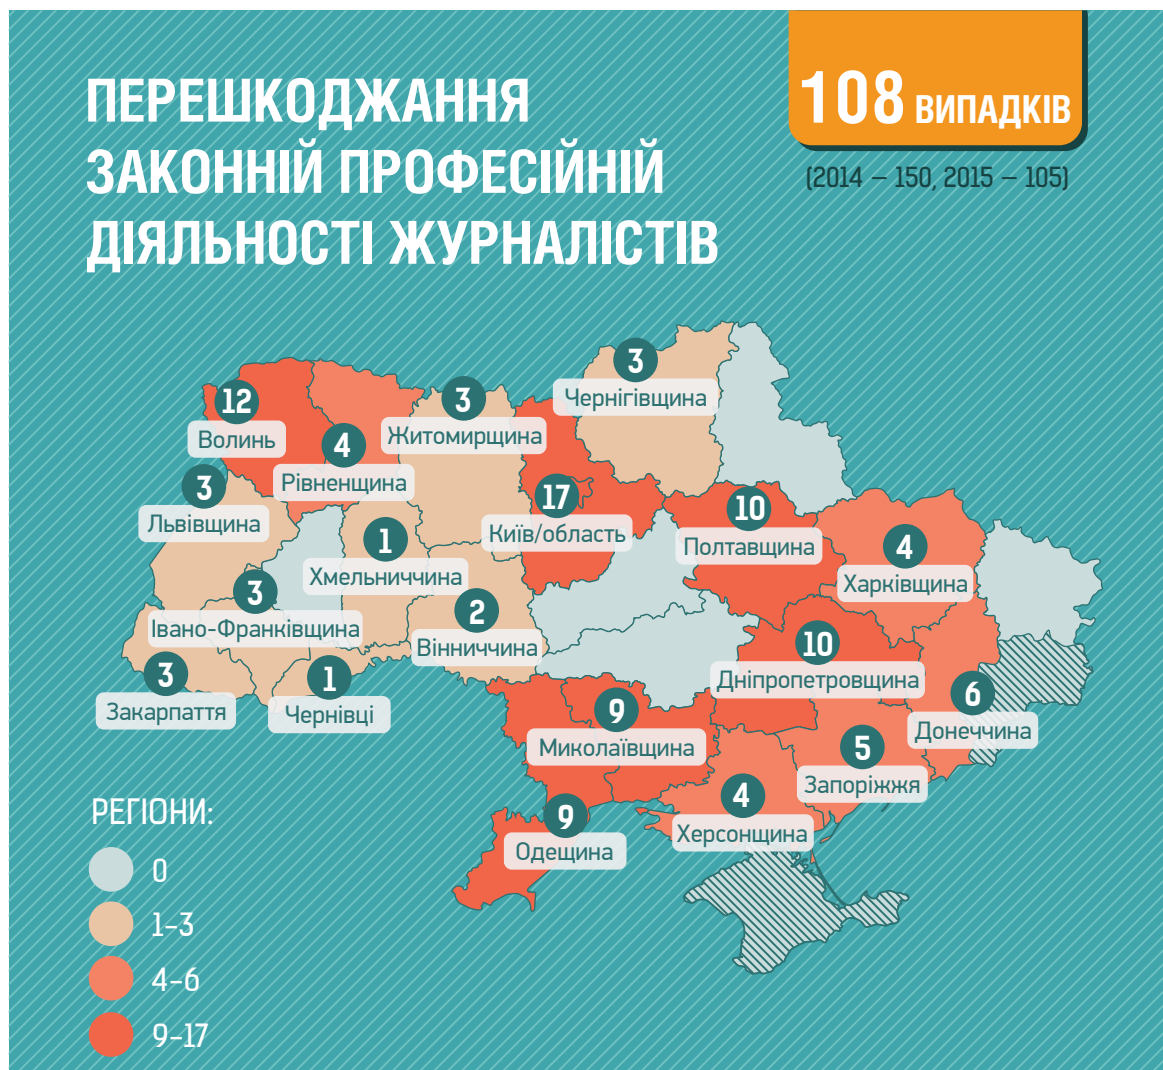 ПЕРЕШКОДЖАННЯ
ЗАКОННІЙ ПРОФЕСІЙНІЙ
ДІЯЛЬНОСТІ ЖУРНАЛІСТІВ
108 ВИПАДКІВ
(2014 – 150, 2015 – 105)
3
Чернігівщина
12
Волинь
3
Житомирщина
4
Рівненщина
3
Львівщина
17
Київ/область
10
Полтавщина
1
Хмельниччина
4
Харківщина
3
Івано-Франківщина
2
Вінниччина
10
Дніпропетровщина
3
Закарпаття
1
Чернівці
6
Донеччина
9
Миколаївщина
5
Запоріжжя
4
Херсонщина
9
Одещина
РЕГІОНИ:
0
1–3
4–6
9–17